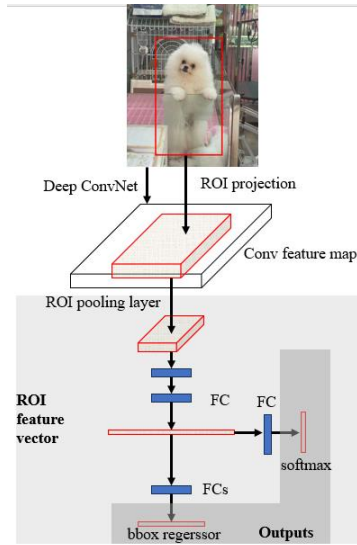 Deep ConvNet
ROI projection
Conv feature map
ROI pooling layer
ROI
feature
vector
FC
FC
softmax
FCs
bbox regerssor
Outputs